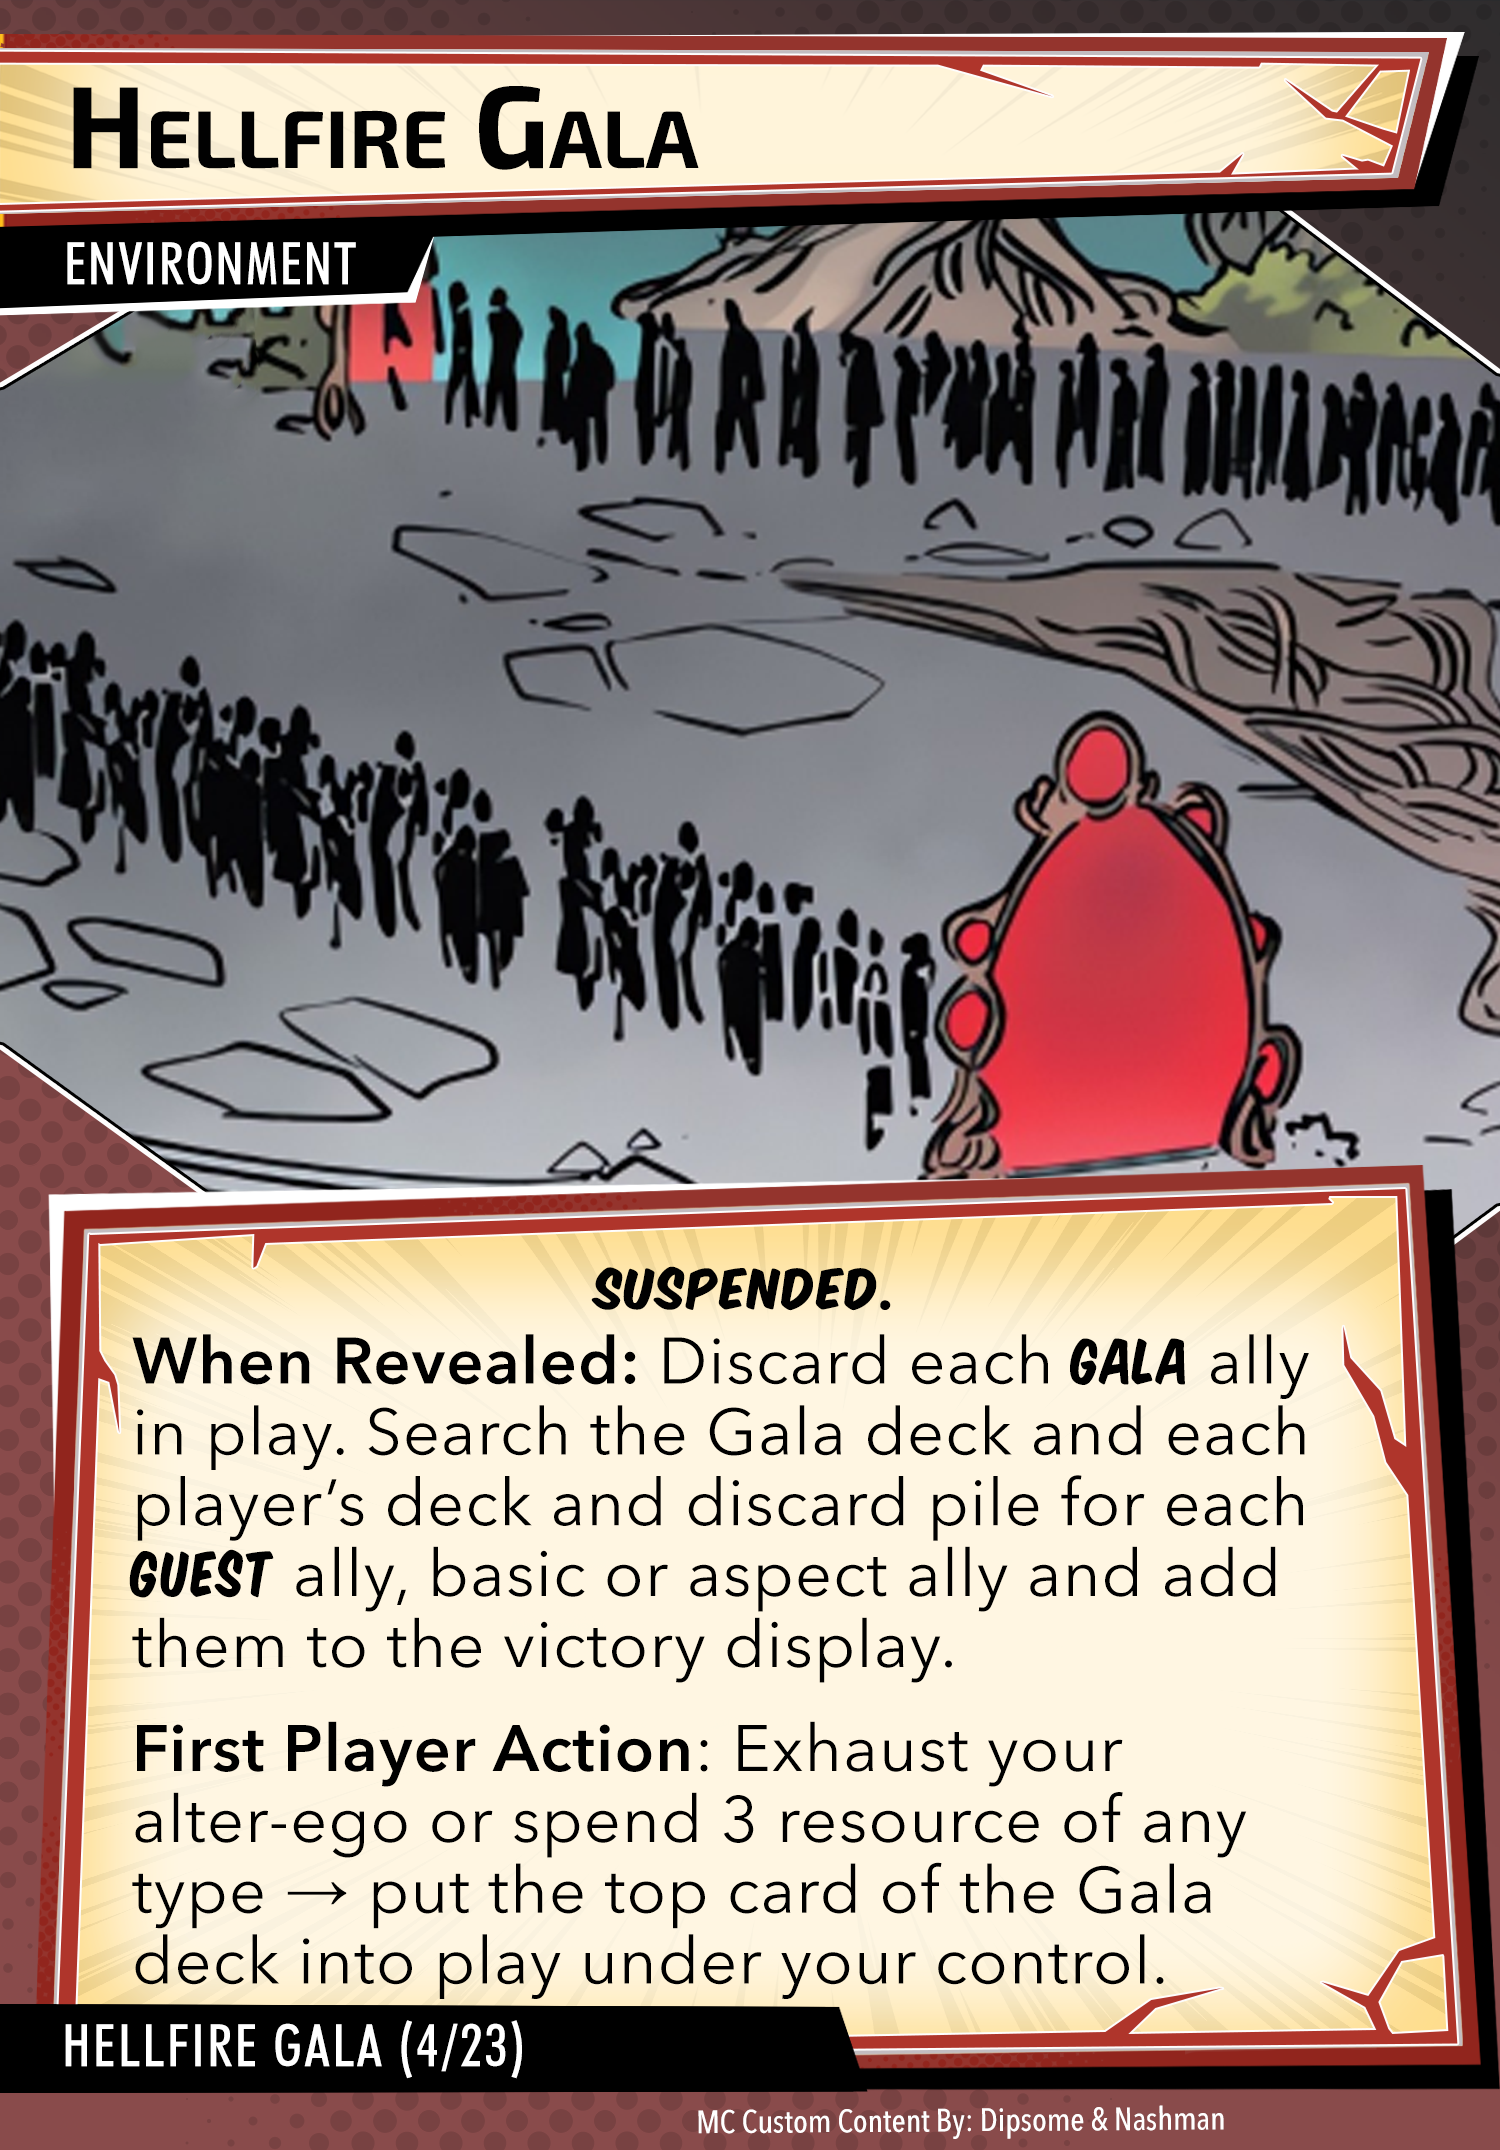 HELLFIRE GALA
ENVIRONMENT
SUSPENDED.
When Revealed: Discard each GALA ally
in play. Search the Gala deck and each
player’s deck and discard pile for each
GUEST ally, basic or aspect ally and add
them to the victory display.
First Player Action: Exhaust your
alter-ego or spend 3 resource of any
type → put the top card of the Gala
deck into play under your control.
HELLFIRE GALA (4/23)
MC Custom Content By: Dipsome & Nashman